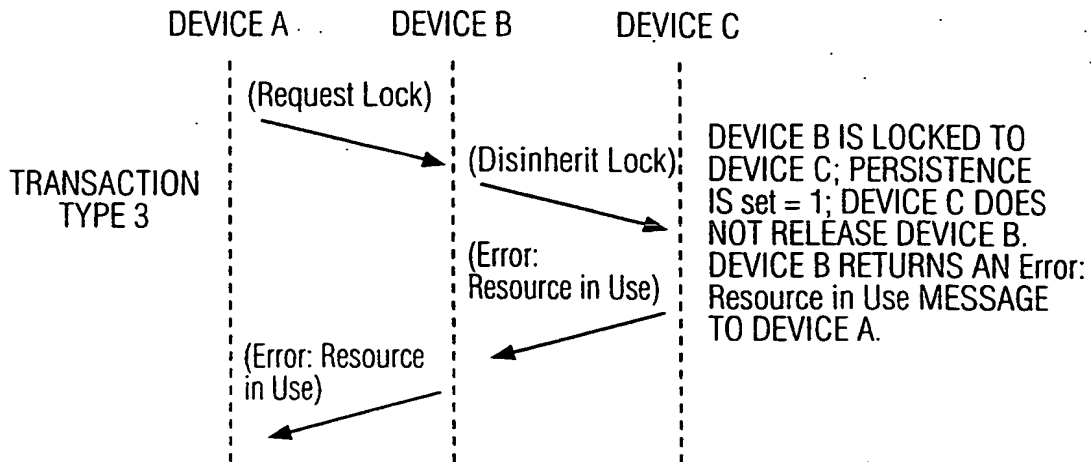 DEVICE A DEVICE B DEVICE C
(Request Lock)
(Disinherit Lock)
TRANSACTION
TYPE 3
DEVICE B IS LOCKED TO
DEVICE C; PERSISTENCE
IS set = 1; DEVICE C DOES
NOT RELEASE DEVICE B.
DEVICE B RETURNS AN Error:
Resource in Use MESSAGE
TO DEVICE A.
(Error:
Resource in Use)
(Error: Resource
in Use)